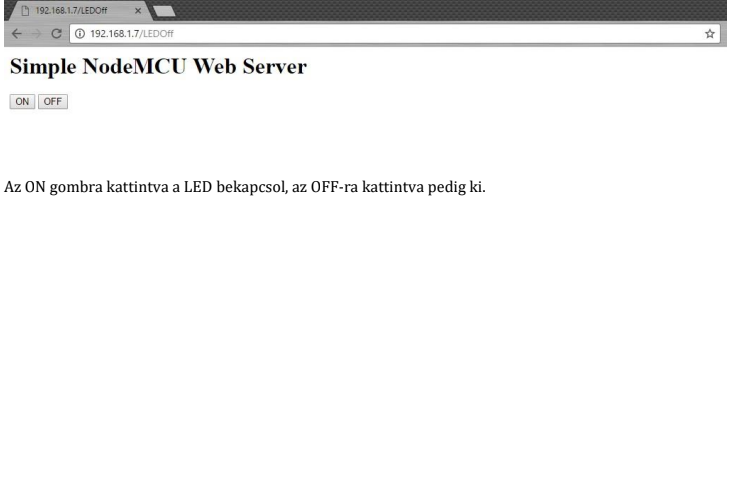 192.168.1.7/LEDOff
192.168.1.7/LEDOff
Simple NodeMCU Web Server
ON OFF
Az ON gombra kattintva a LED bekapcsol, az OFF-ra kattintva pedig ki.